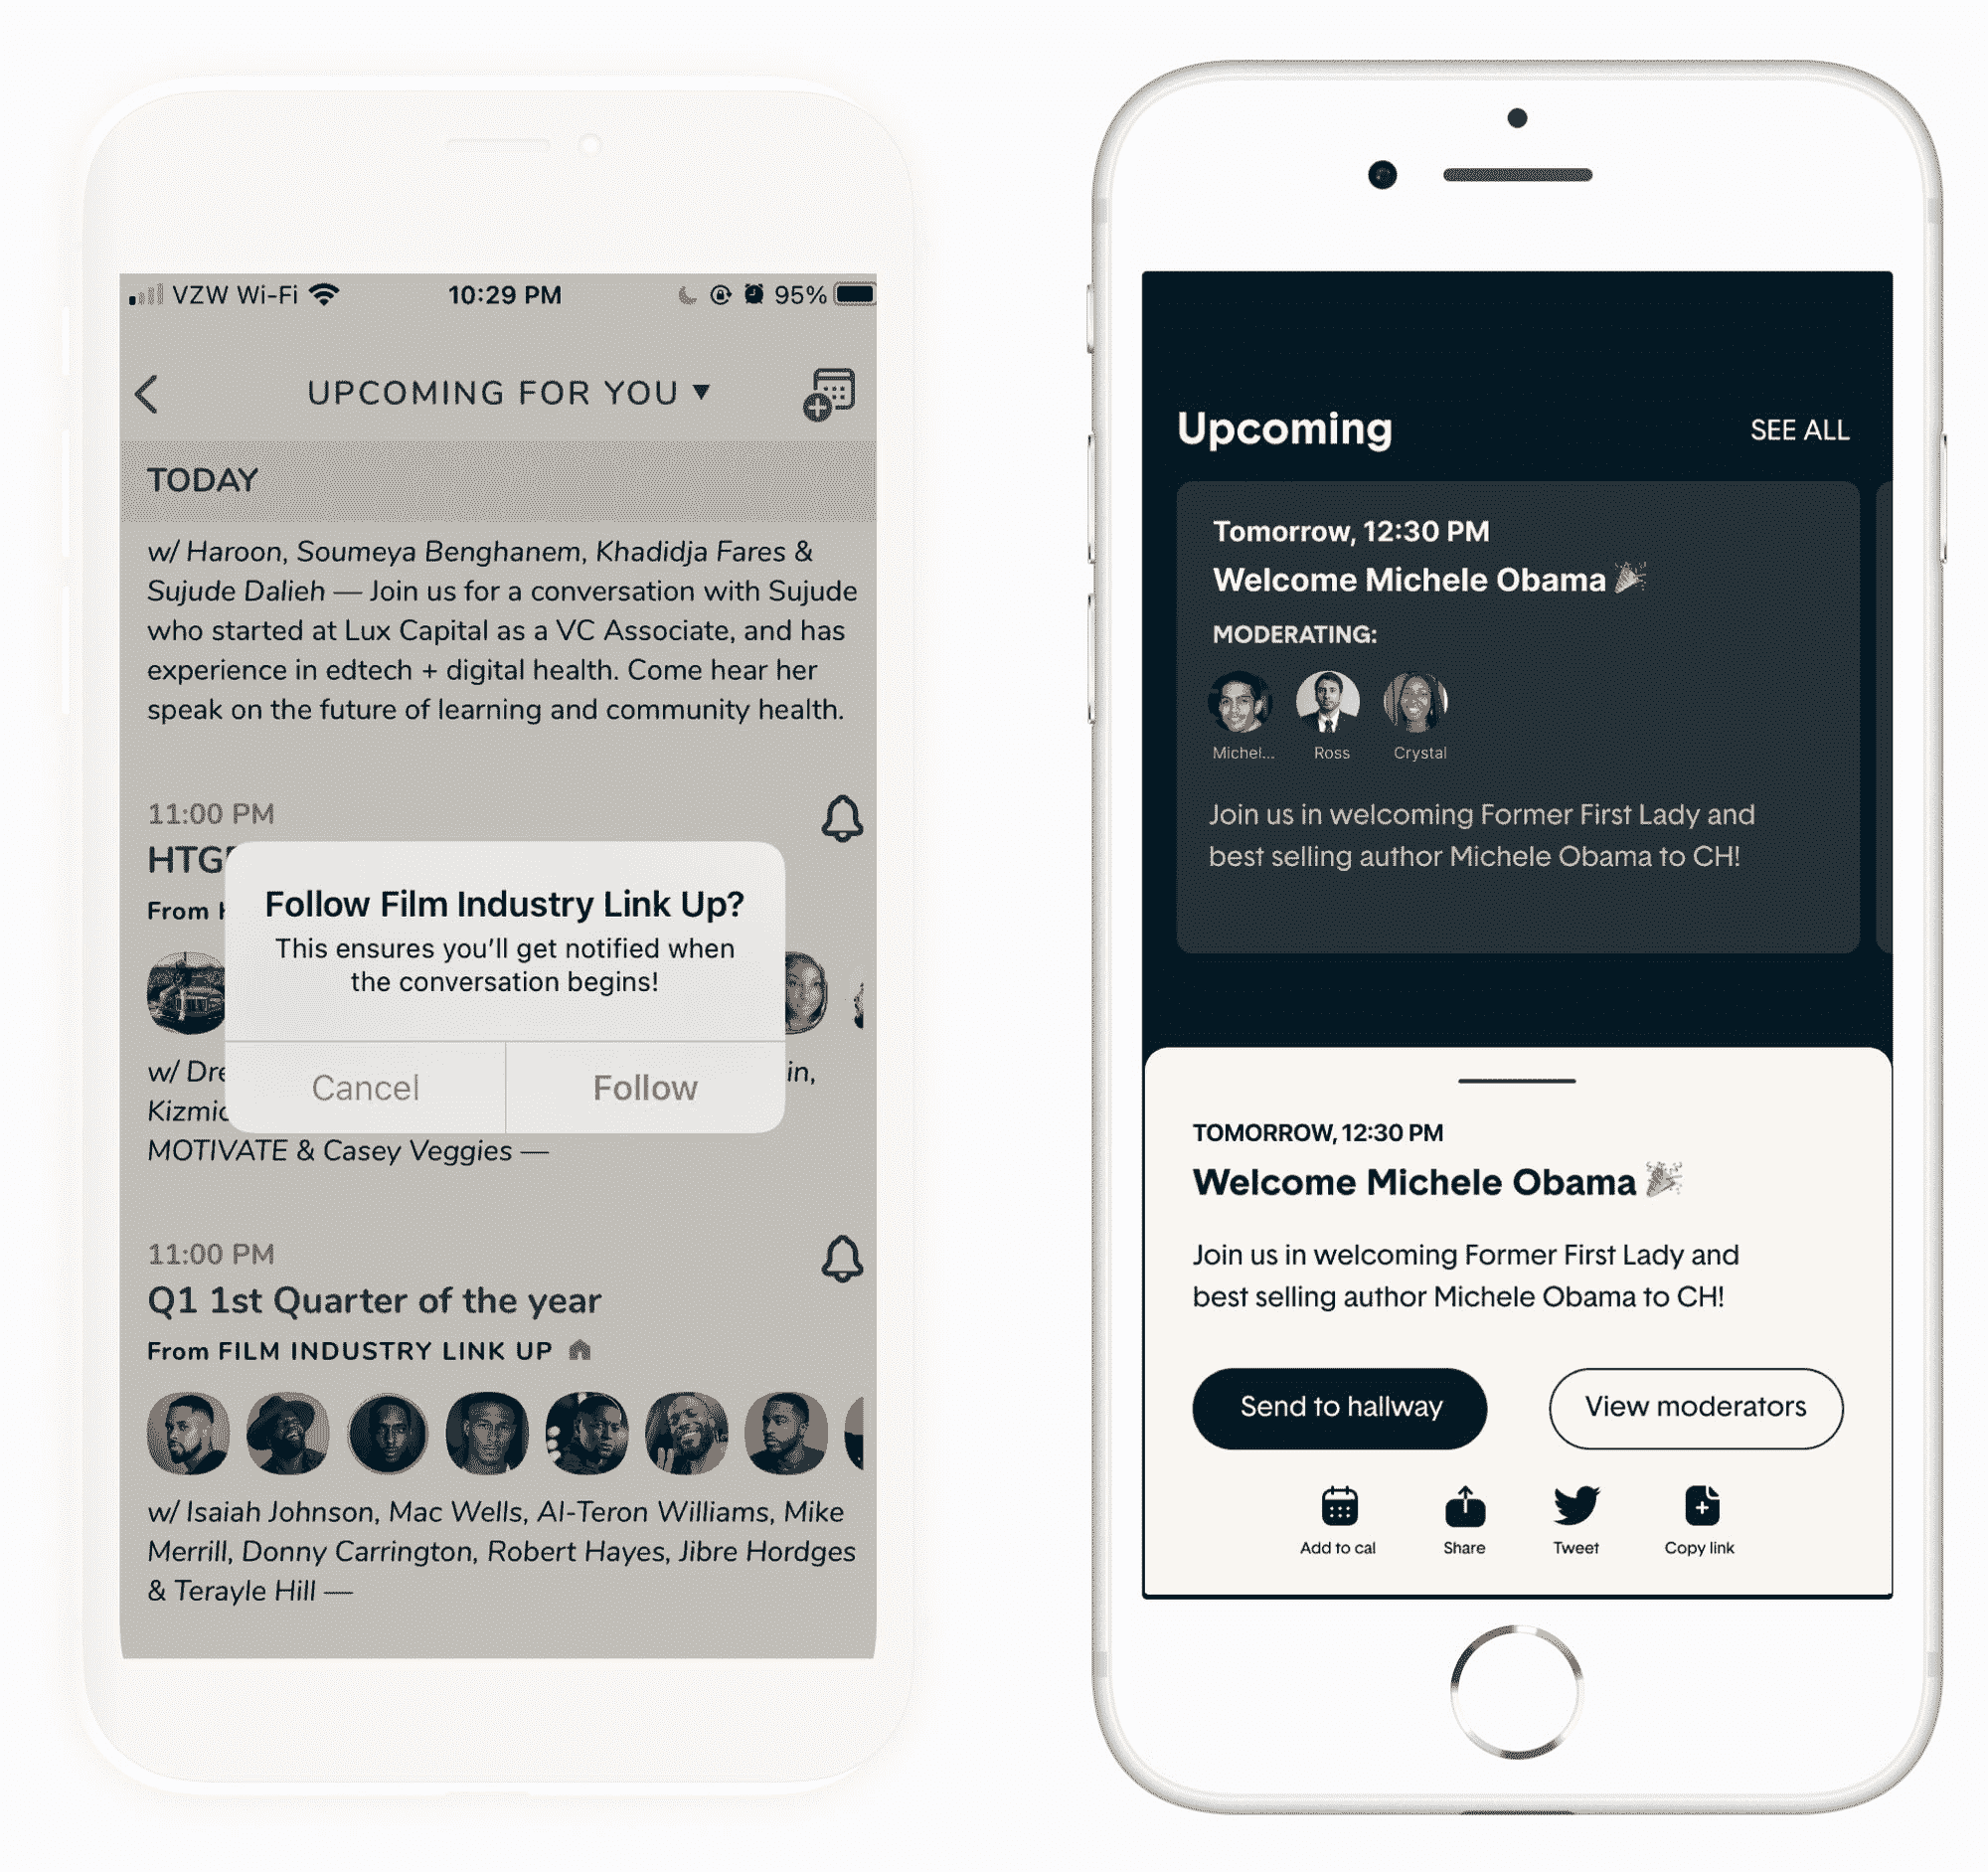 VZW Wi-Fi 10:29 PM 95%
UPCOMING FOR YOU ▼
TODAY
w/ Haroon, Soumeya Benghanem, Khadidja Fares &
Sujude Dalieh — Join us for a conversation with Sujude
who started at Lux Capital as a VC Associate, and has
experience in edtech + digital health. Come hear her
speak on the future of learning and community health.
11:00 PM
From
Follow Film Industry Link Up?
This ensures you'll get notified when
the conversation begins!
Cancel Follow
w/ in,
MOTIVATE & Casey Veggies —
11:00 PM
Q1 1st Quarter of the year
From FILM INDUSTRY LINK UP
w/ Isaiah Johnson, Mac Wells, Al-Teron Williams, Mike
Merrill, Donny Carrington, Robert Hayes, Jibre Hordges
& Terayle Hill —
Upcoming SEE ALL
Tomorrow, 12:30 PM
Welcome Michele Obama 🎉
MODERATING:
Michel... Ross Crystal
Join us in welcoming Former First Lady and
best selling author Michele Obama to CH!
TOMORROW, 12:30 PM
Welcome Michele Obama 🎉
Join us in welcoming Former First Lady and
best selling author Michele Obama to CH!
Send to hallway View moderators
Add to cal Share Tweet Copy link